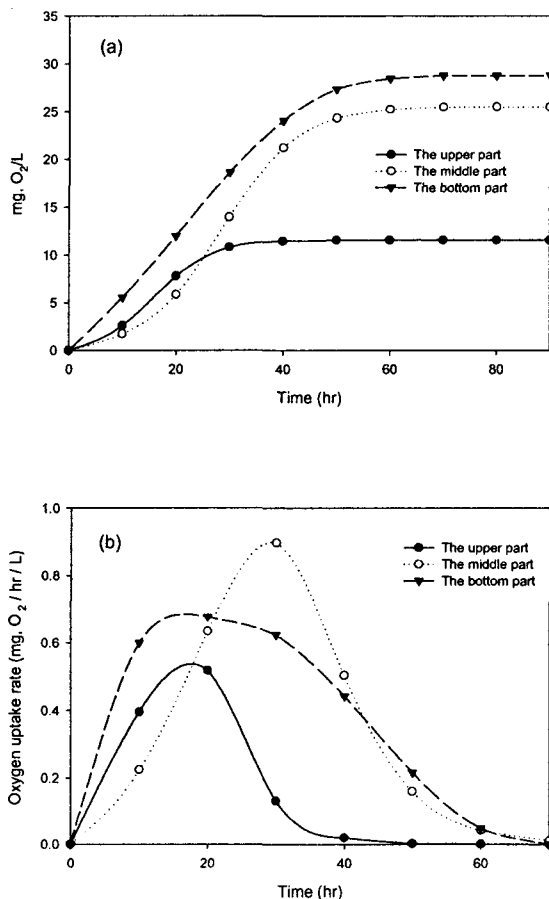 (a)
mg. O2/L
35
30
25
20
15
10
5
0
The upper part
The middle part
The bottom part
0 20 40 60 80
Time (hr)
(b)
Oxygen uptake rate (mg. O2 / hr / L)
1.0
0.8
0.6
0.4
0.2
0.0
The upper part
The middle part
The bottom part
0 20 40 60
Time (hr)